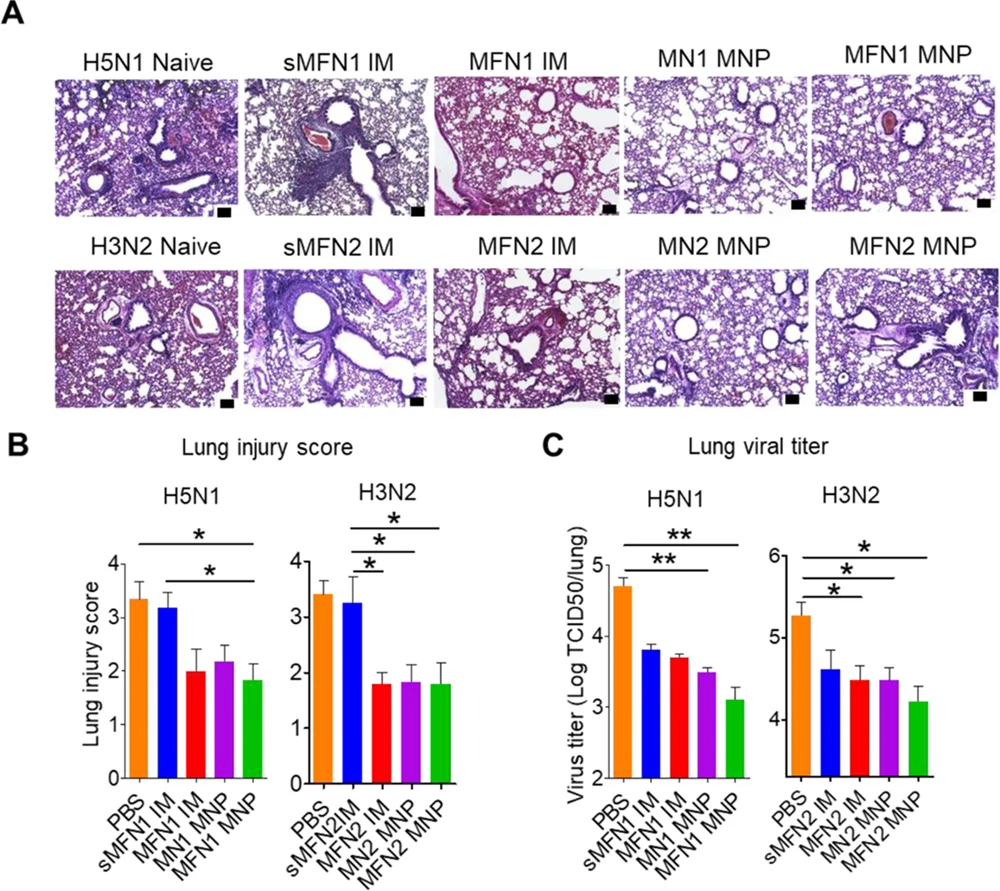 A
H5N1 Naive
sMFN1 IM
MFN1 IM
MN1 MNP
MFN1 MNP
H3N2 Naive
sMFN2 IM
MFN2 IM
MN2 MNP
MFN2 MNP
B
Lung injury score
H5N1
H3N2
*
*
*
*
*
Lung injury score
4
3
2
1
0
4
3
2
1
0
PBS
sMFN1 IM
MFN1 IM
MN1 MNP
MFN1 MNP
PBS
sMFN2IM
MFN2 IM
MN2 MNP
MFN2 MNP
C
Lung viral titer
H5N1
H3N2
**
**
*
*
*
Virus titer (Log TCID50/lung)
5
4
3
2
6
5
4
PBS
sMFN1 IM
MFN1 IM
MN1 MNP
MFN1 MNP
PBS
sMFN2 IM
MFN2 IM
MN2 MNP
MFN2 MNP